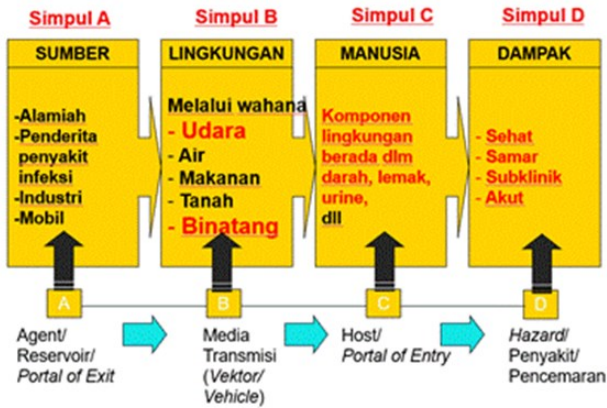 Simpul A
Simpul B
Simpul C
Simpul D
SUMBER
-Alamiah
-Penderita
penyakit
infeksi
-Industri
-Mobil
LINGKUNGAN
Melalui wahana
- Udara
- Air
- Makanan
- Tanah
- Binatang
MANUSIA
Komponen
lingkungan
berada dlm
darah, lemak,
urine,
dll
DAMPAK
- Sehat
- Samar
- Subklinik
- Akut
A
B
C
D
Agent/
Reservoir/
Portal of Exit
Media
Transmisi
(Vektor/
Vehicle)
Host/
Portal of Entry
Hazard/
Penyakit/
Pencemaran